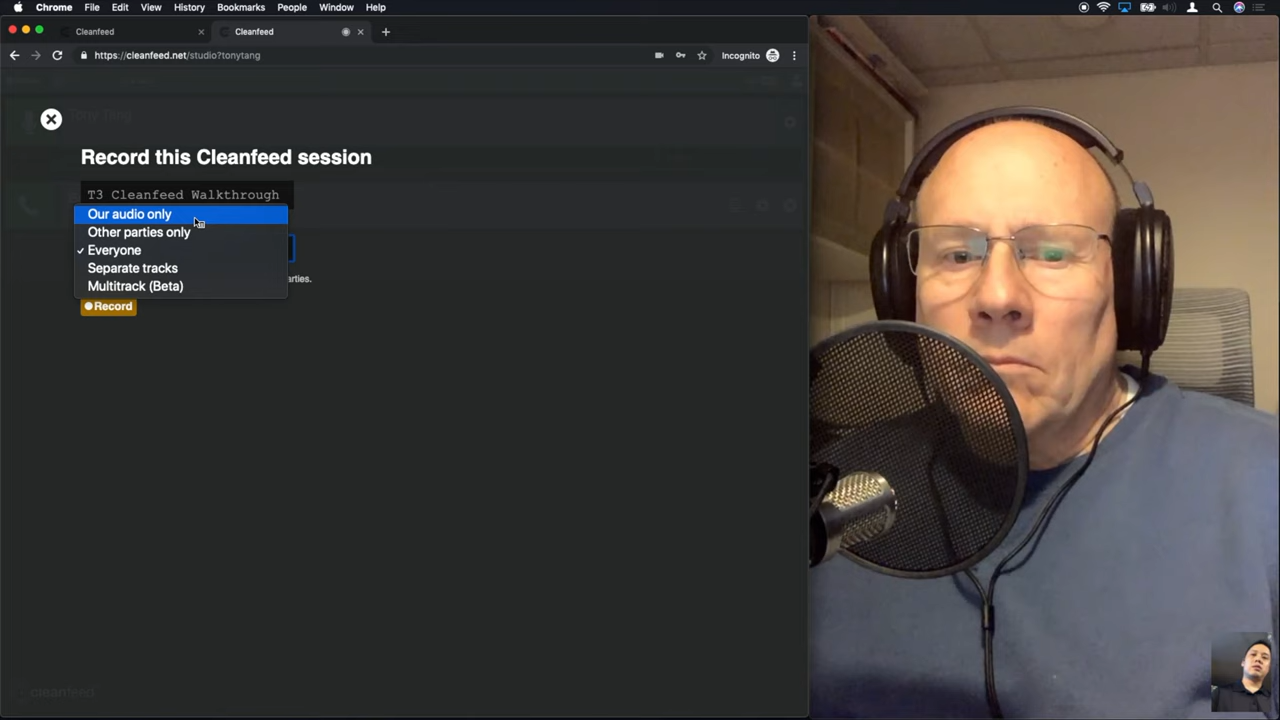 Chrome File Edit View History Bookmarks People Window Help
Cleanfeed
Cleanfeed
https://cleanfeed.net/studio?tonytang
Incognito
Record this Cleanfeed session
T3 Cleanfeed Walkthrough
Our audio only
Other parties only
Everyone
Separate tracks
arties.
Multitrack (Beta)
Record
cleanfeed